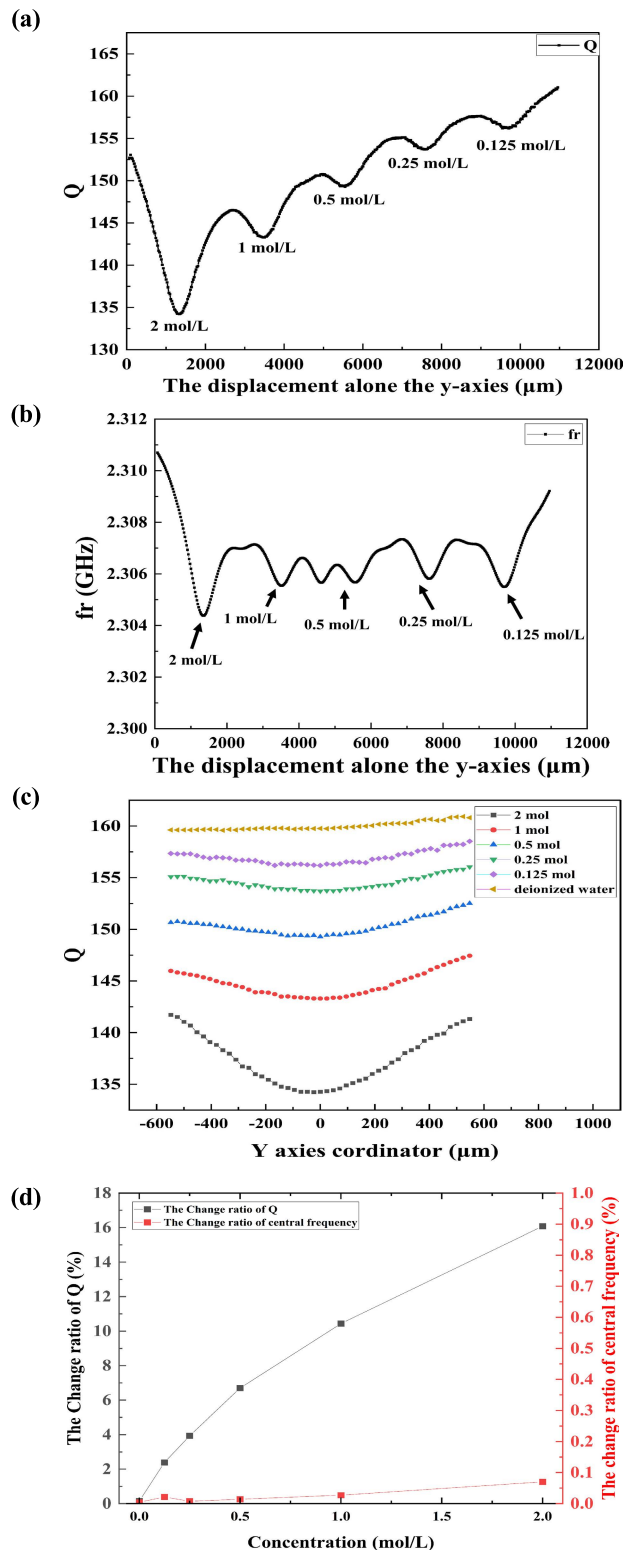 (a)
165
160
155
150
145
140
135
130
Q
Q
2 mol/L
1 mol/L
0.5 mol/L
0.25 mol/L
0.125 mol/L
0 2000 4000 6000 8000 10000 12000
The displacement alone the y-axies (μm)
(b)
2.312
2.310
2.308
2.306
2.304
2.302
2.300
fr (GHz)
fr
2 mol/L
1 mol/L
0.5 mol/L
0.25 mol/L
0.125 mol/L
0 2000 4000 6000 8000 10000 12000
The displacement alone the y-axies (μm)
(c)
160
155
150
145
140
135
Q
2 mol
1 mol
0.5 mol
0.25 mol
0.125 mol
deionized water
-600 -400 -200 0 200 400 600 800 1000
Y axies cordinator (μm)
(d)
18
16
14
12
10
8
6
4
2
0
The Change ratio of Q (%)
The Change ratio of Q
The Change ratio of central frequency
1.0
0.9
0.8
0.7
0.6
0.5
0.4
0.3
0.2
0.1
0.0
The change ratio of central frequency (%)
0.0 0.5 1.0 1.5 2.0
Concentration (mol/L)